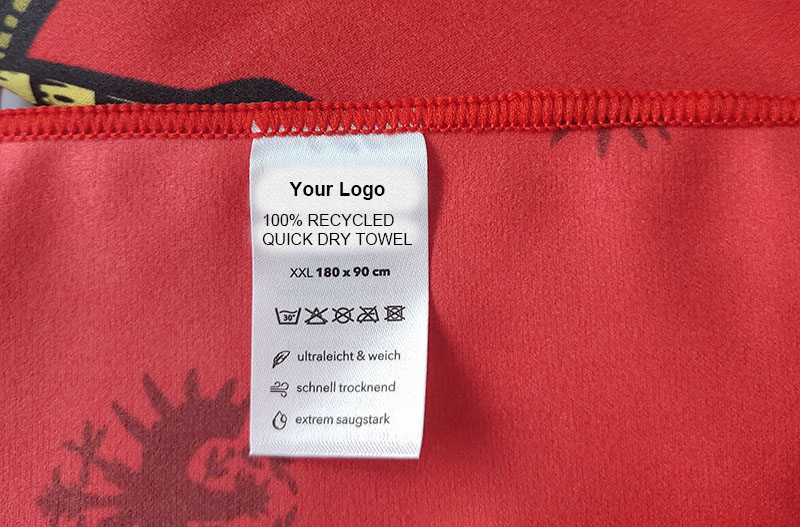 Your Logo
100% RECYCLED
QUICK DRY TOWEL
XXL 180 x 90 cm
30°
ultraleicht & weich
schnell trocknend
extrem saugstark